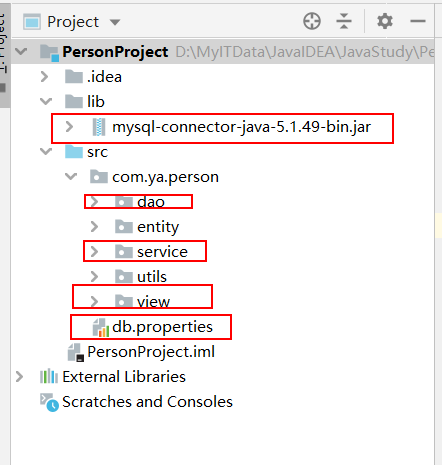 Project
1: Project
PersonProject D:\MyITData\JavaIDEA\JavaStudy\Pe
.idea
lib
mysql-connector-java-5.1.49-bin.jar
src
com.ya.person
dao
entity
service
utils
view
db.properties
PersonProject.iml
External Libraries
Scratches and Consoles